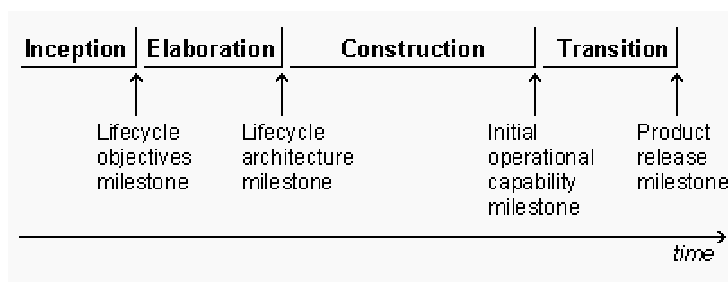 Inception Elaboration Construction Transition
Lifecycle objectives milestone
Lifecycle architecture milestone
Initial operational capability milestone
Product release milestone
time